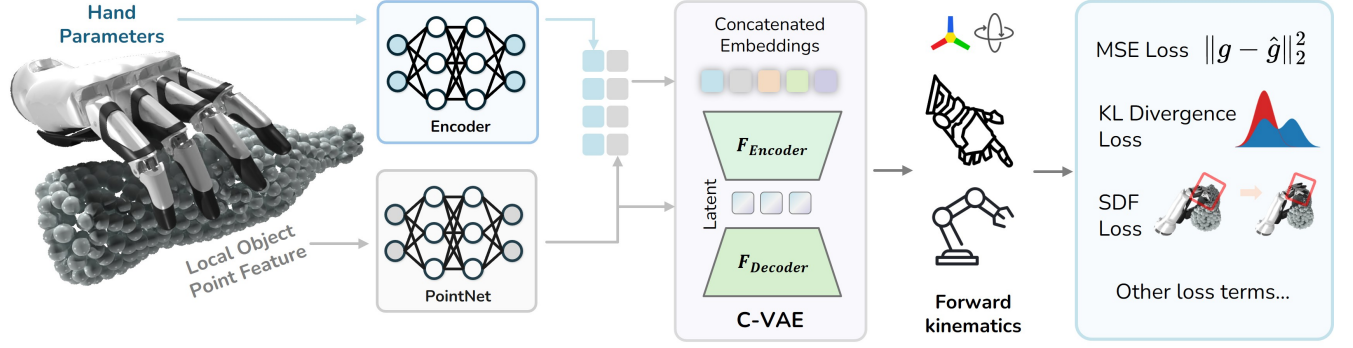 Hand
Parameters
Encoder
Local Object
Point Feature
PointNet
Concatenated
Embeddings
F_Encoder
Latent
F_Decoder
C-VAE
Forward
kinematics
MSE Loss ‖g − ĝ‖₂²
KL Divergence
Loss
SDF
Loss
Other loss terms...